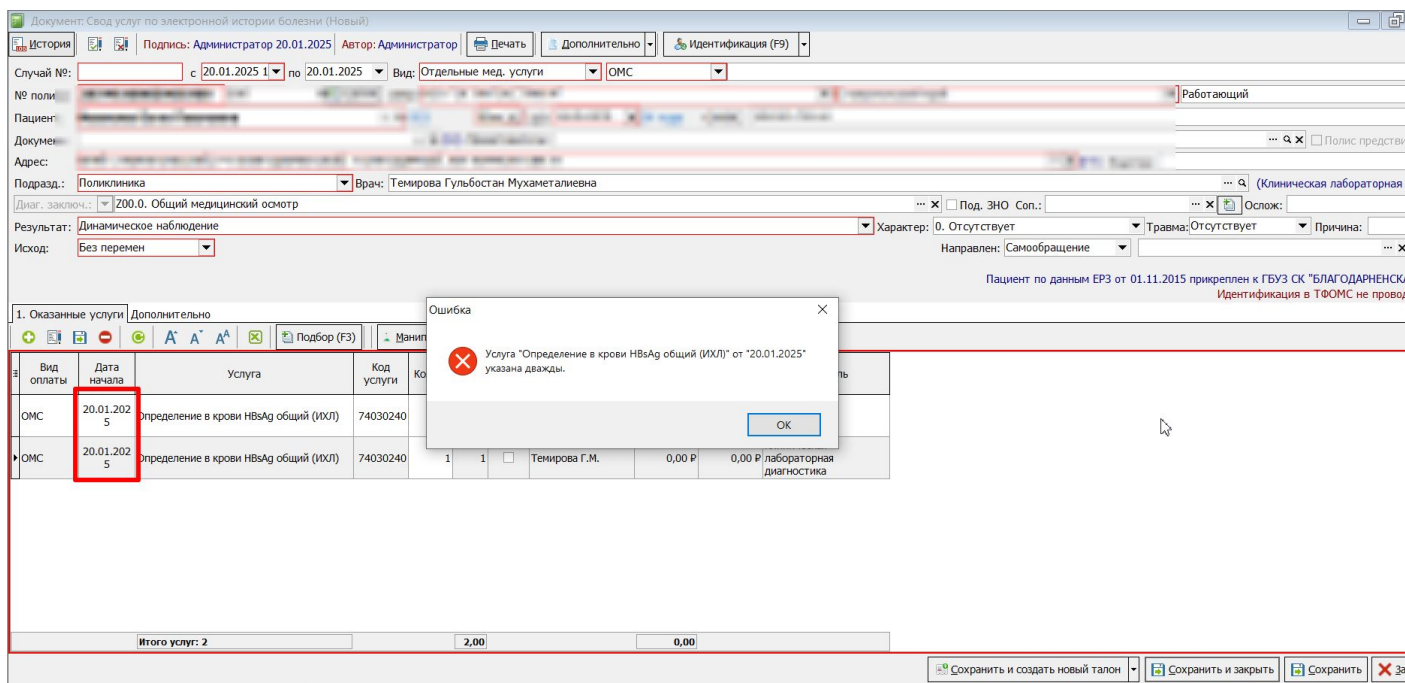 Документ: Свод услуг по электронной истории болезни (Новый)
История Подпись: Администратор 20.01.2025 Автор: Администратор Печать Дополнительно Идентификация (F9)
Случай №: с 20.01.2025 1 по 20.01.2025 Вид: Отдельные мед. услуги ОМС
№ поли Работающий
Пациент
Докумен Полис предстви
Адрес:
Подразд.: Поликлиника Врач: Темирова Гульбостан Мухаметалиевна (Клиническая лабораторная
Диаг. заключ.: Z00.0. Общий медицинский осмотр Под. ЗНО Соп.: Ослож:
Результат: Динамическое наблюдение Характер: 0. Отсутствует Травма: Отсутствует Причина:
Исход: Без перемен Направлен: Самообращение
Пациент по данным ЕРЗ от 01.11.2015 прикреплен к ГБУЗ СК "БЛАГОДАРНЕНСКА
Идентификация в ТФОМС не провод
1. Оказанные услуги Дополнительно
Подбор (F3) Манип
Ошибка
Услуга "Определение в крови HBsAg общий (ИХЛ)" от "20.01.2025"
указана дважды.
OK
Вид оплаты Дата начала Услуга Код услуги Ко ль
ОМС 20.01.2025 Определение в крови HBsAg общий (ИХЛ) 74030240
ОМС 20.01.2025 Определение в крови HBsAg общий (ИХЛ) 74030240 1 1 Темирова Г.М. 0,00 ₽ 0,00 ₽ лабораторная диагностика
Итого услуг: 2 2,00 0,00
Сохранить и создать новый талон Сохранить и закрыть Сохранить За